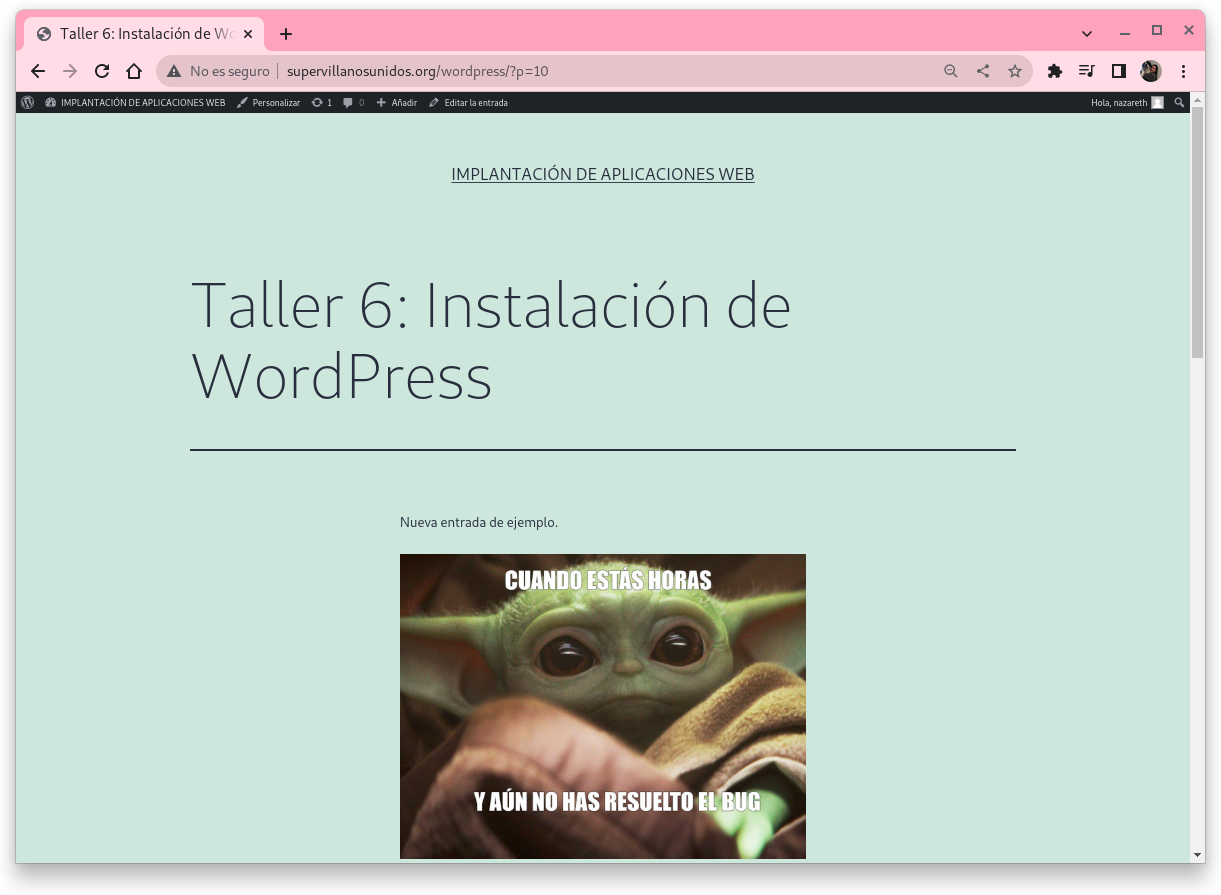 Taller 6: Instalación de Wo
No es seguro supervillanosunidos.org/wordpress/?p=10
IMPLANTACIÓN DE APLICACIONES WEB Personalizar 1 0 Añadir Editar la entrada Hola, nazareth
IMPLANTACIÓN DE APLICACIONES WEB
Taller 6: Instalación de
WordPress
Nueva entrada de ejemplo.
CUANDO ESTÁS HORAS
Y AÚN NO HAS RESUELTO EL BUG